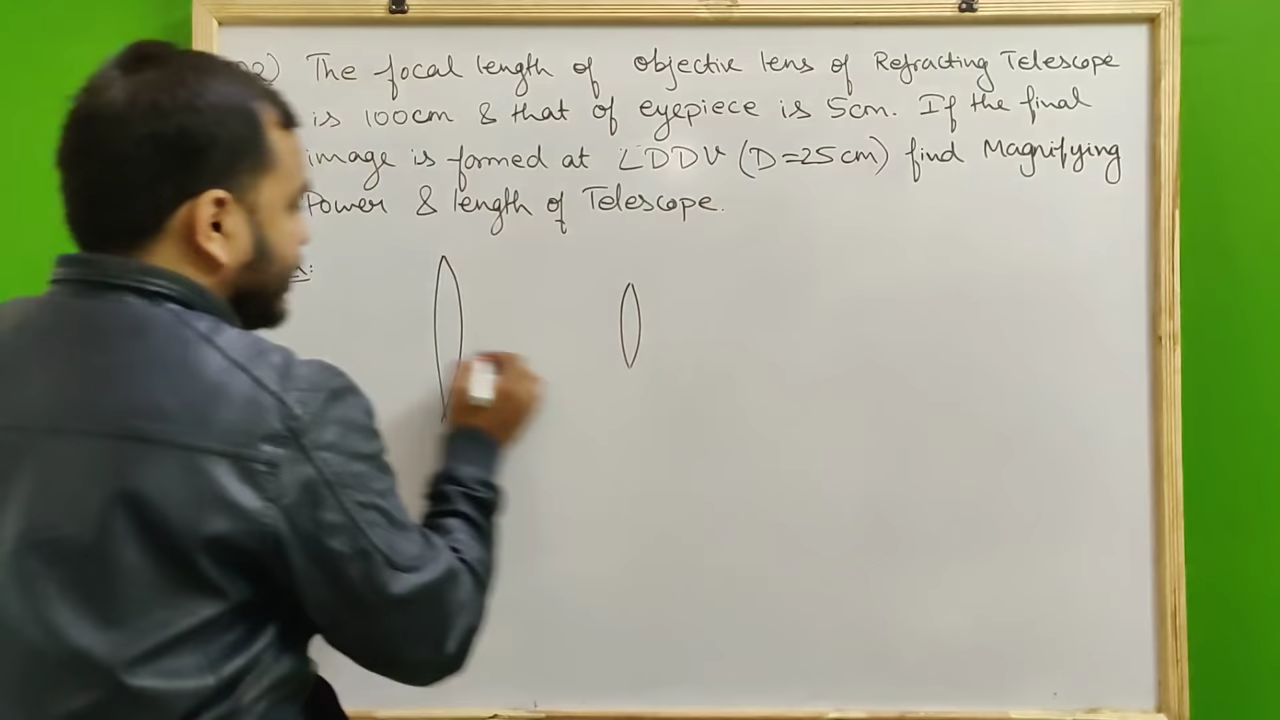 Q2) The focal length of objective lens of Refracting Telescope
is 100cm & that of eyepiece is 5cm. If the final
image is formed at LDDV (D=25cm) find Magnifying
Power & length of Telescope.